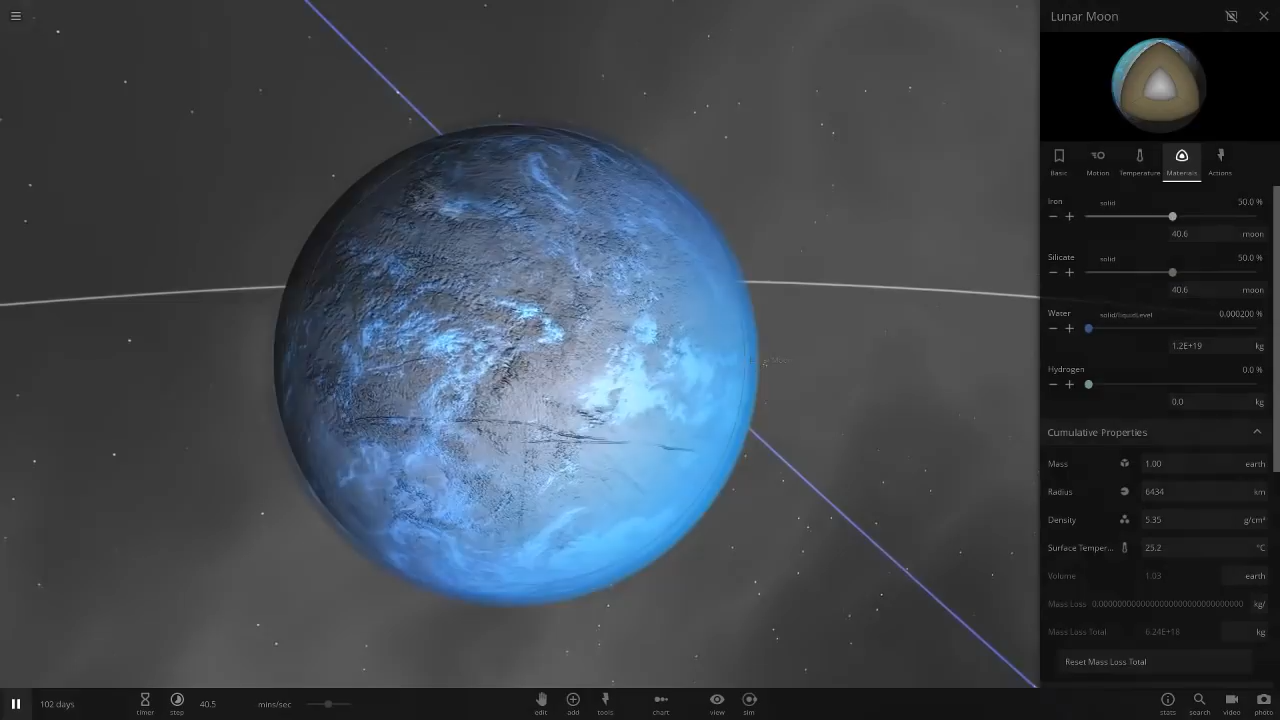 Lunar Moon
Basic
Motion
Temperature
Materials
Actions
Iron solid 50.0 %
40.6 moon
Silicate solid 50.0 %
40.6 moon
Water solid/liquidLevel 0.000200 %
1.2E+19 kg
Hydrogen 0.0 %
0.0 kg
Cumulative Properties
Mass 1.00 earth
Radius 6434 km
Density 5.35 g/cm³
Surface Temper... 25.2 °C
Volume 1.03 earth
Mass Loss kg/
Mass Loss Total 6.24E+18 kg
Reset Mass Loss Total
102 days
timer
step
40.5 mins/sec
edit
add
tools
chart
view
sim
stats
search
video
photo